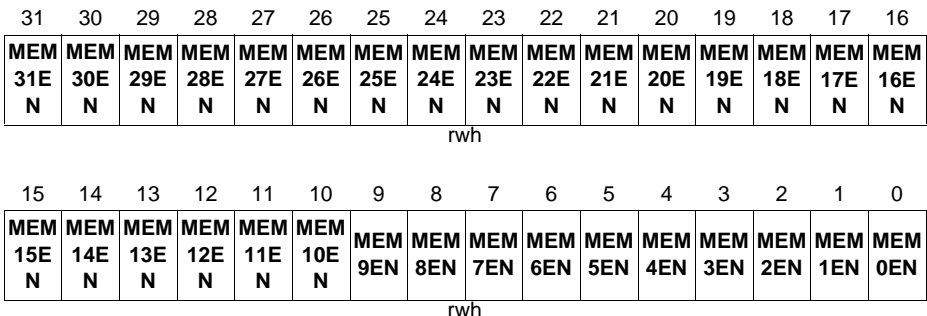 31 30 29 28 27 26 25 24 23 22 21 20 19 18 17 16
MEM MEM MEM MEM MEM MEM MEM MEM MEM MEM MEM MEM MEM MEM MEM MEM
31E 30E 29E 28E 27E 26E 25E 24E 23E 22E 21E 20E 19E 18E 17E 16E
N N N N N N N N N N N N N N N N
rwh
15 14 13 12 11 10 9 8 7 6 5 4 3 2 1 0
MEM MEM MEM MEM MEM MEM MEM MEM MEM MEM MEM MEM MEM MEM MEM MEM
15E 14E 13E 12E 11E 10E 9EN 8EN 7EN 6EN 5EN 4EN 3EN 2EN 1EN 0EN
N N N N N N
rwh